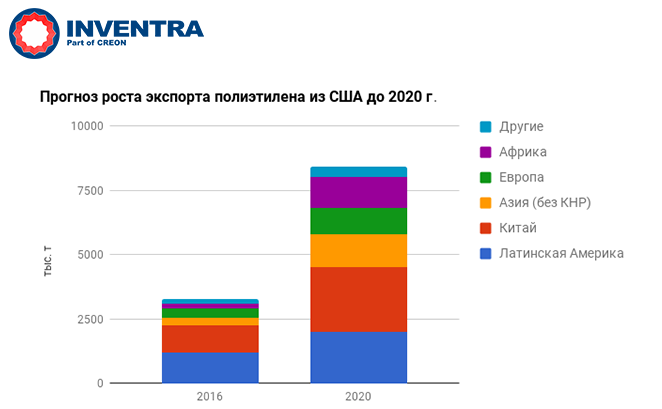 INVENTRA
Part of CREON
Прогноз роста экспорта полиэтилена из США до 2020 г.
тыс. т
10000
7500
5000
2500
0
2016
2020
Другие
Африка
Европа
Азия (без КНР)
Китай
Латинская Америка